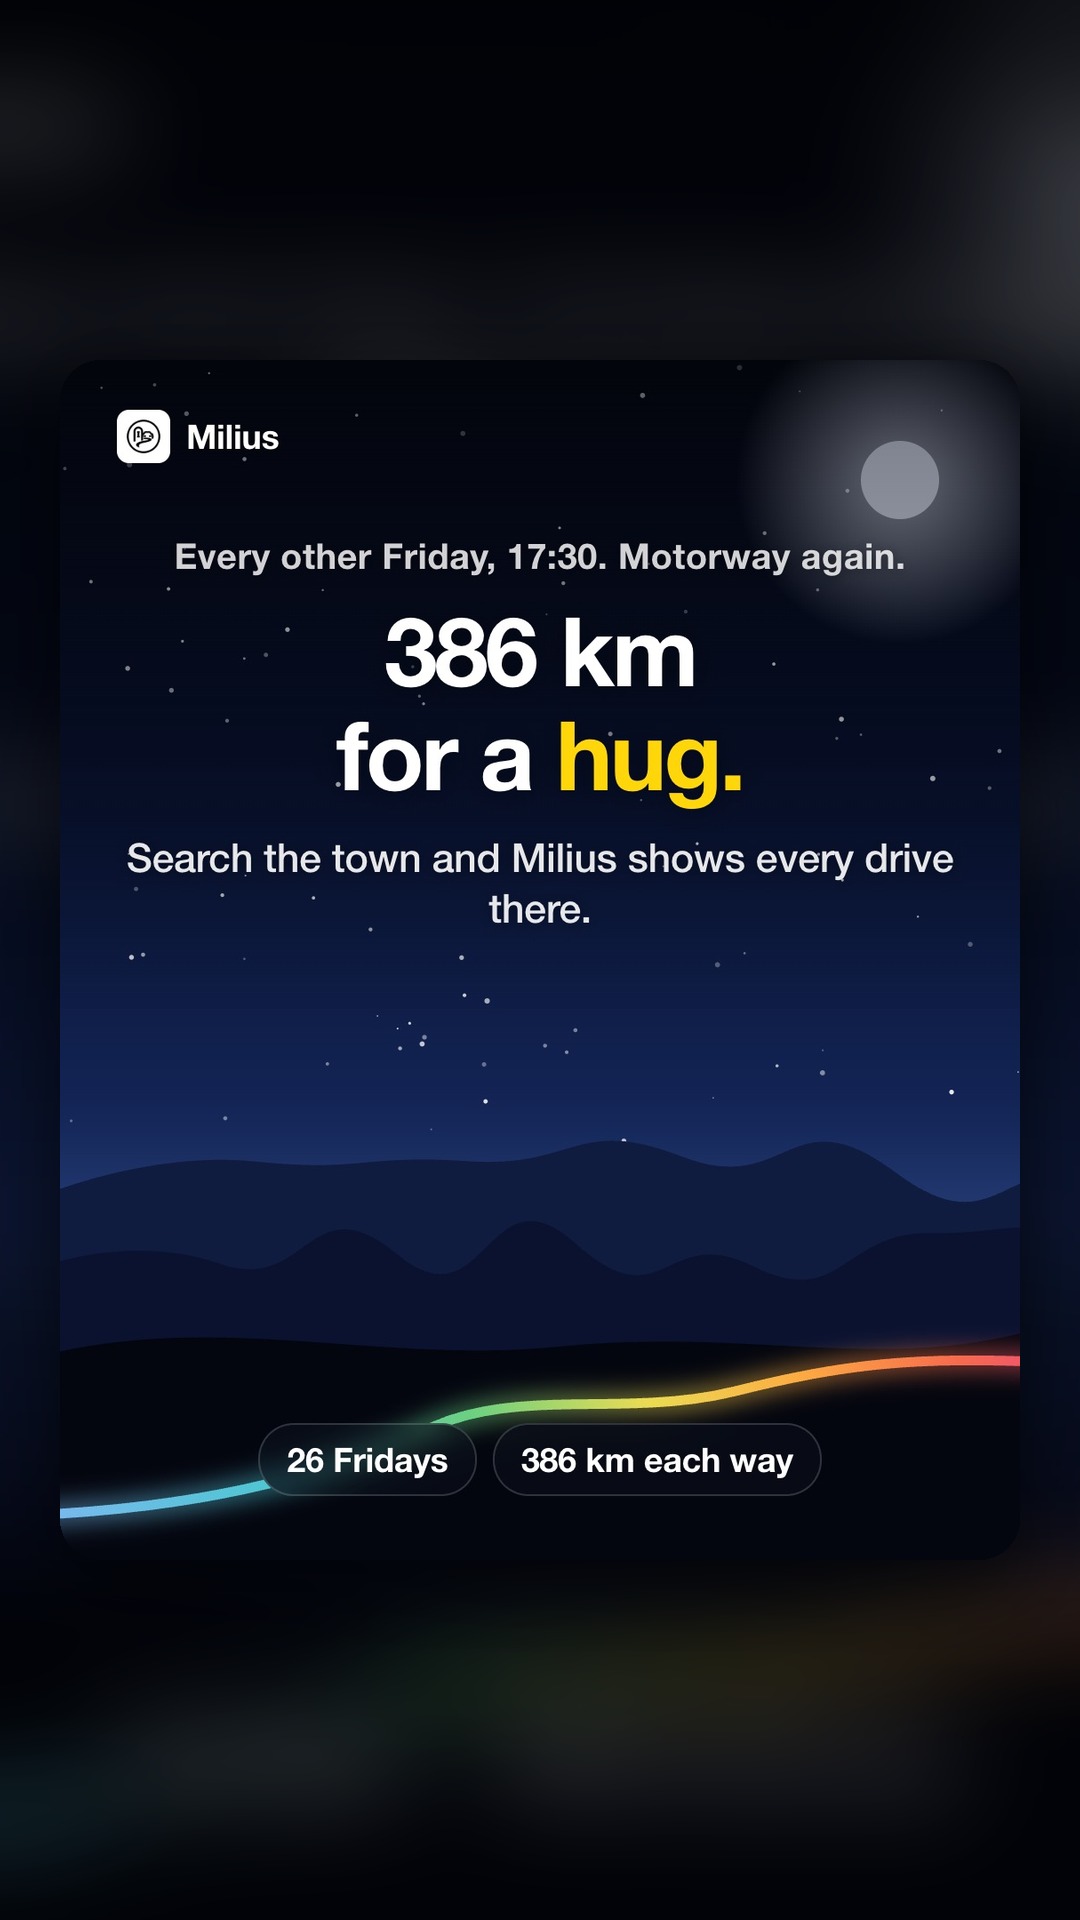 Milius
Every other Friday, 17:30. Motorway again.
386 km
for a hug.
Search the town and Milius shows every drive
there.
26 Fridays
386 km each way